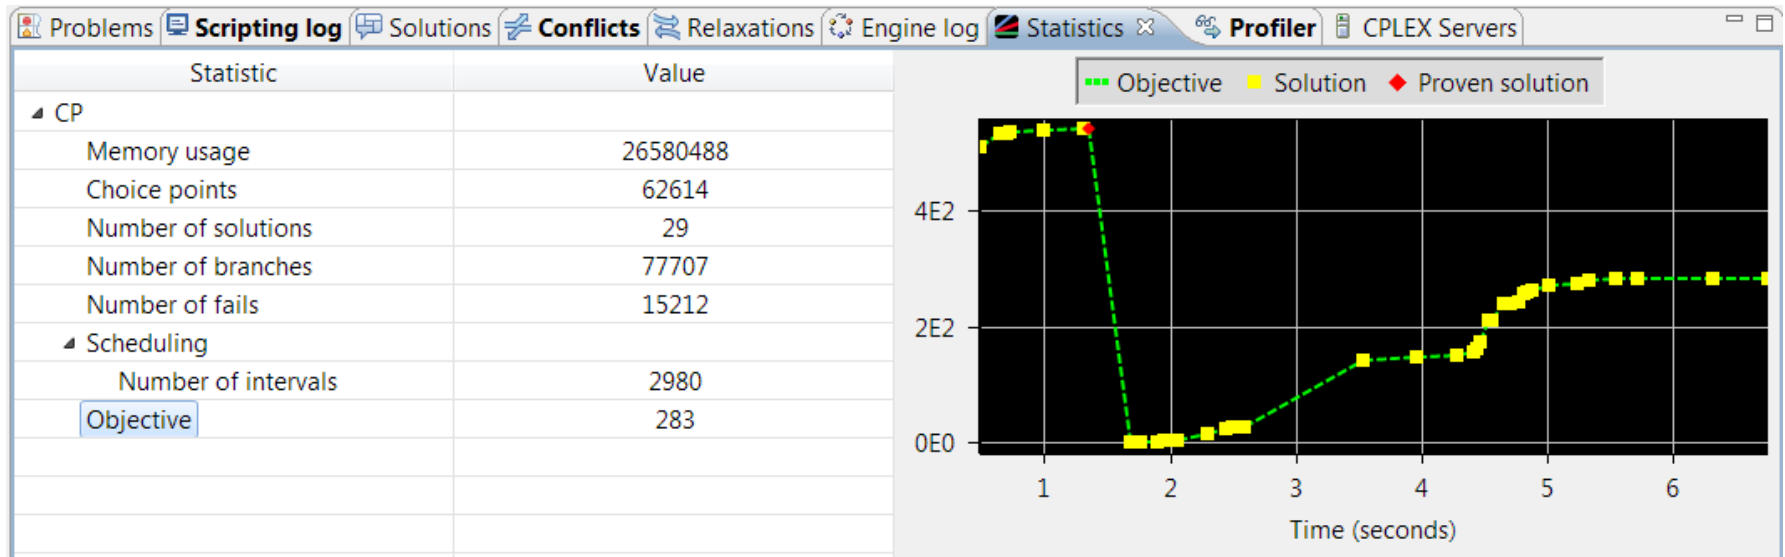 Problems Scripting log Solutions Conflicts Relaxations Engine log Statistics Profiler CPLEX Servers
Statistic Value
CP
Memory usage 26580488
Choice points 62614
Number of solutions 29
Number of branches 77707
Number of fails 15212
Scheduling
Number of intervals 2980
Objective 283
Objective Solution Proven solution
4E2
2E2
0E0
1 2 3 4 5 6
Time (seconds)